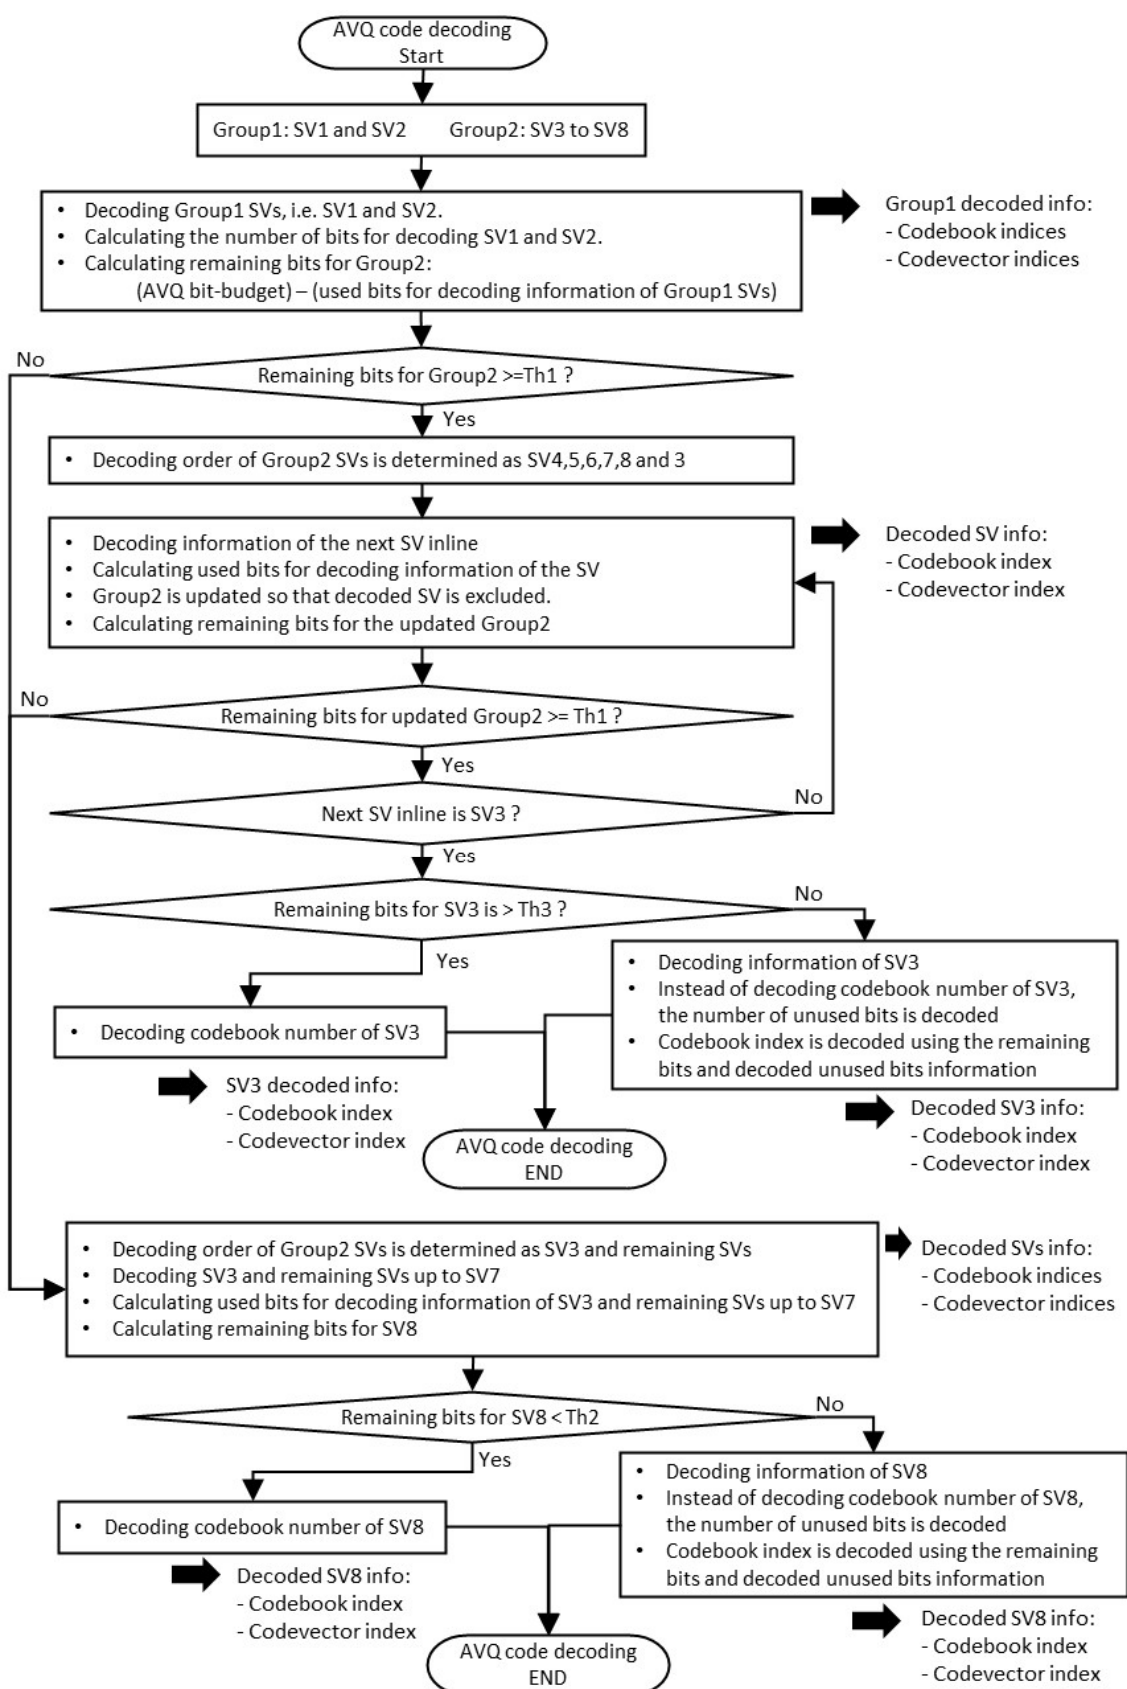 AVQ code decoding
Start
Group1: SV1 and SV2 Group2: SV3 to SV8
• Decoding Group1 SVs, i.e. SV1 and SV2.
• Calculating the number of bits for decoding SV1 and SV2.
• Calculating remaining bits for Group2:
(AVQ bit-budget) – (used bits for decoding information of Group1 SVs)
Group1 decoded info:
- Codebook indices
- Codevector indices
No
Remaining bits for Group2 >=Th1 ?
Yes
• Decoding order of Group2 SVs is determined as SV4,5,6,7,8 and 3
• Decoding information of the next SV inline
• Calculating used bits for decoding information of the SV
• Group2 is updated so that decoded SV is excluded.
• Calculating remaining bits for the updated Group2
Decoded SV info:
- Codebook index
- Codevector index
No
Remaining bits for updated Group2 >= Th1 ?
Yes
Next SV inline is SV3 ?
No
Yes
Remaining bits for SV3 is > Th3 ?
No
Yes
• Decoding codebook number of SV3
SV3 decoded info:
- Codebook index
- Codevector index
• Decoding information of SV3
• Instead of decoding codebook number of SV3,
the number of unused bits is decoded
• Codebook index is decoded using the remaining
bits and decoded unused bits information
Decoded SV3 info:
- Codebook index
- Codevector index
AVQ code decoding
END
• Decoding order of Group2 SVs is determined as SV3 and remaining SVs
• Decoding SV3 and remaining SVs up to SV7
• Calculating used bits for decoding information of SV3 and remaining SVs up to SV7
• Calculating remaining bits for SV8
Decoded SVs info:
- Codebook indices
- Codevector indices
Remaining bits for SV8 < Th2
No
Yes
• Decoding codebook number of SV8
Decoded SV8 info:
- Codebook index
- Codevector index
• Decoding information of SV8
• Instead of decoding codebook number of SV8,
the number of unused bits is decoded
• Codebook index is decoded using the remaining
bits and decoded unused bits information
Decoded SV8 info:
- Codebook index
- Codevector index
AVQ code decoding
END